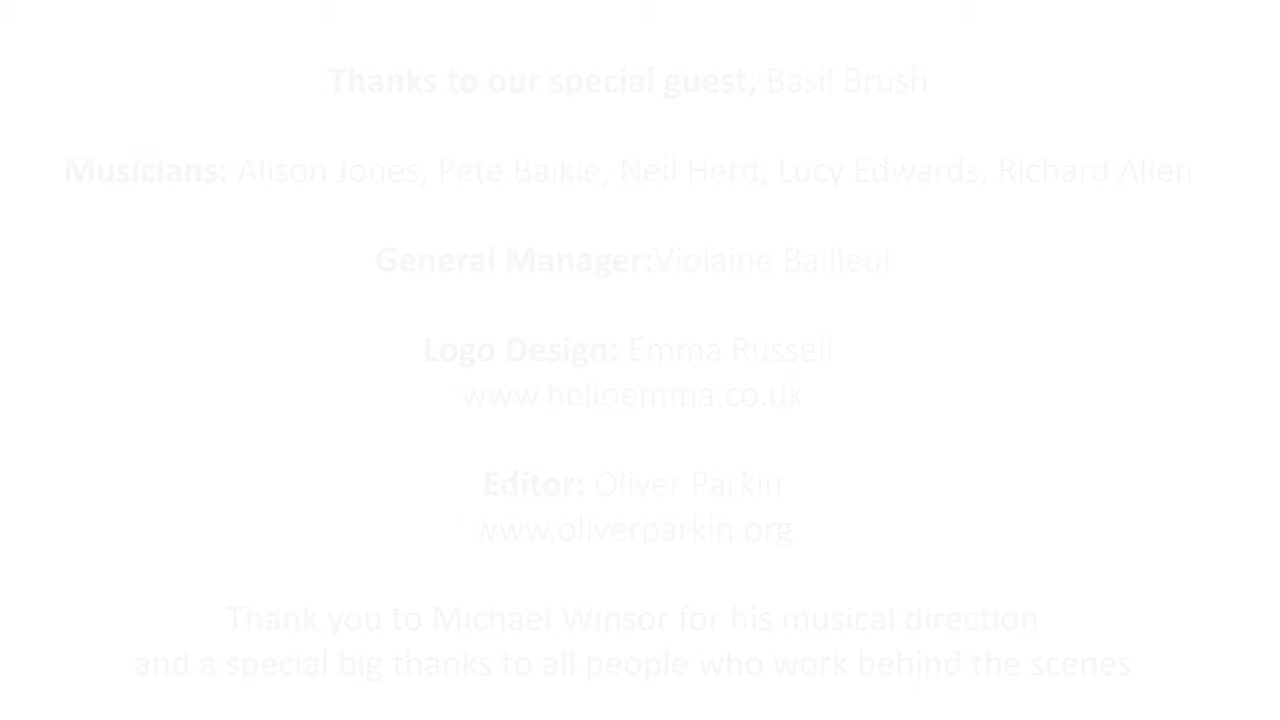 Thanks to our special guest, Basil Brush
Musicians: Alison Jones, Pete Baikie, Neil Herd, Lucy Edwards, Richard Allen
General Manager:Violaine Bailleul
Logo Design: Emma Russell
www.helloemma.co.uk
Editor: Oliver Parkin
www.oliverparkin.org
Thank you to Michael Winsor for his musical direction
and a special big thanks to all people who work behind the scenes